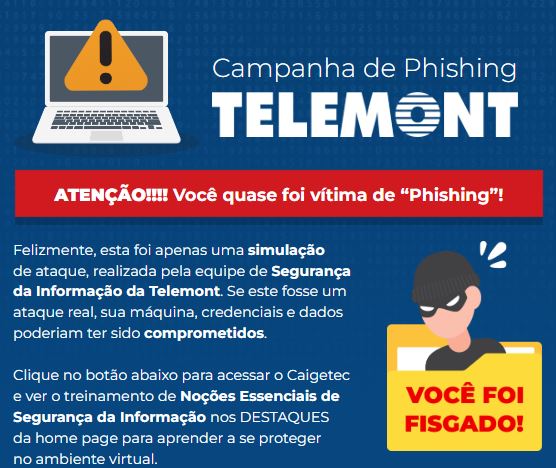 Campanha de Phishing
TELEMONT
ATENÇÃO!!!! Você quase foi vítima de “Phishing”!
Felizmente, esta foi apenas uma simulação
de ataque, realizada pela equipe de Segurança
da Informação da Telemont. Se este fosse um
ataque real, sua máquina, credenciais e dados
poderiam ter sido comprometidos.
Clique no botão abaixo para acessar o Caigetec
e ver o treinamento de Noções Essenciais de
Segurança da Informação nos DESTAQUES
da home page para aprender a se proteger
no ambiente virtual.
VOCÊ FOI
FISGADO!